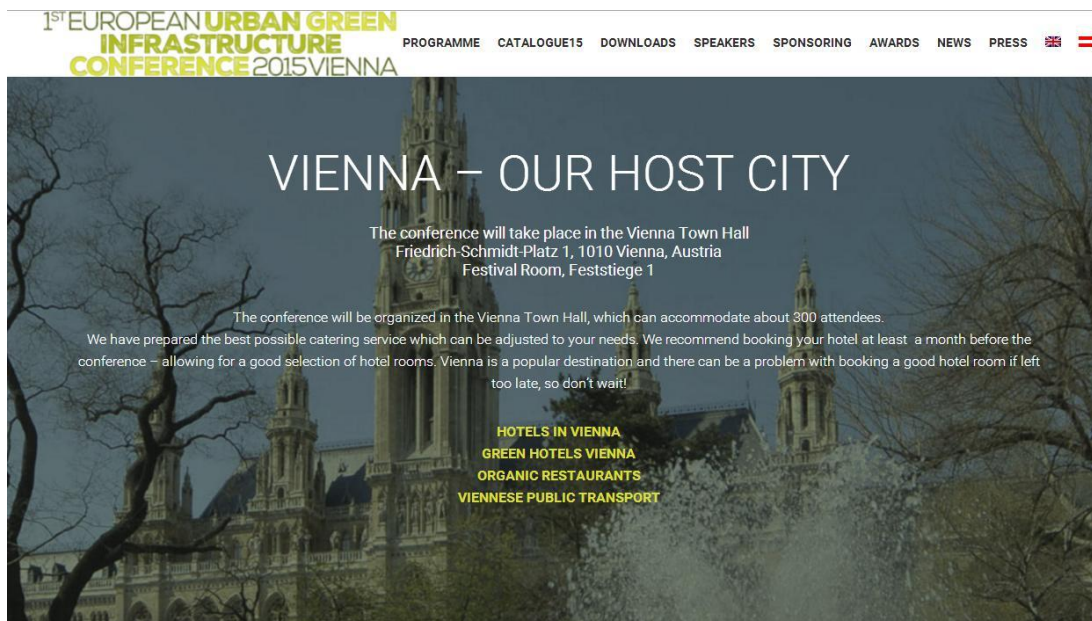 1ST EUROPEAN URBAN GREEN
INFRASTRUCTURE
CONFERENCE 2015 VIENNA
PROGRAMME CATALOGUE15 DOWNLOADS SPEAKERS SPONSORING AWARDS NEWS PRESS
VIENNA – OUR HOST CITY
The conference will take place in the Vienna Town Hall
Friedrich-Schmidt-Platz 1, 1010 Vienna, Austria
Festival Room, Feststiege 1
The conference will be organized in the Vienna Town Hall, which can accommodate about 300 attendees.
We have prepared the best possible catering service which can be adjusted to your needs. We recommend booking your hotel at least a month before the
conference – allowing for a good selection of hotel rooms. Vienna is a popular destination and there can be a problem with booking a good hotel room if left
too late, so don't wait!
HOTELS IN VIENNA
GREEN HOTELS VIENNA
ORGANIC RESTAURANTS
VIENNESE PUBLIC TRANSPORT